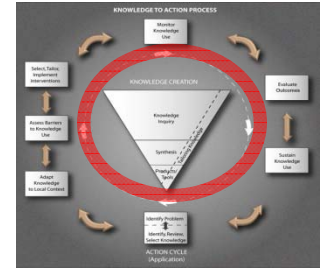 KNOWLEDGE TO ACTION PROCESS
Monitor
Knowledge
Use
Select, Tailor,
Implement
Interventions
KNOWLEDGE CREATION
Evaluate
Outcomes
Knowledge
Inquiry
Assess Barriers
to Knowledge
Use
Synthesis
Products/
Tools
Tailoring Knowledge
Sustain
Knowledge
Use
Adapt
Knowledge
to Local Context
Identify Problem
Identify Review,
Select Knowledge
ACTION CYCLE
(Application)